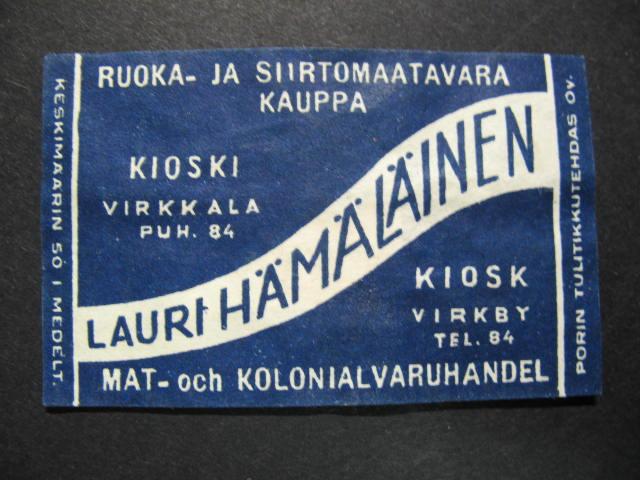 RUOKA- JA SIIRTOMAATAVARA
KAUPPA
KIOSKI
VIRKKALA
PUH. 84
LAURI HÄMÄLÄINEN
KIOSK
VIRKBY
TEL. 84
MAT- och KOLONIALVARUHANDEL
KESKIMÄÄRIN 50 I MEDELT.
PORIN TULITIKKUTEHDAS OY.